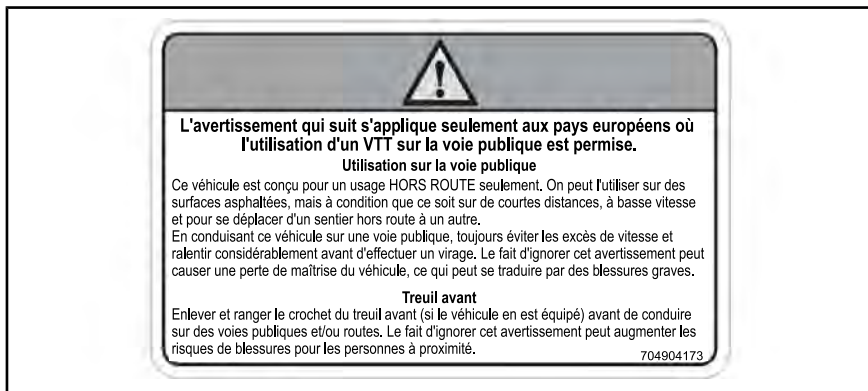 L'avertissement qui suit s'applique seulement aux pays européens où
l'utilisation d'un VTT sur la voie publique est permise.
Utilisation sur la voie publique
Ce véhicule est conçu pour un usage HORS ROUTE seulement. On peut l'utiliser sur des
surfaces asphaltées, mais à condition que ce soit sur de courtes distances, à basse vitesse
et pour se déplacer d'un sentier hors route à un autre.
En conduisant ce véhicule sur une voie publique, toujours éviter les excès de vitesse et
ralentir considérablement avant d'effectuer un virage. Le fait d'ignorer cet avertissement peut
causer une perte de maîtrise du véhicule, ce qui peut se traduire par des blessures graves.
Treuil avant
Enlever et ranger le crochet du treuil avant (si le véhicule en est équipé) avant de conduire
sur des voies publiques et/ou routes. Le fait d'ignorer cet avertissement peut augmenter les
risques de blessures pour les personnes à proximité.
704904173